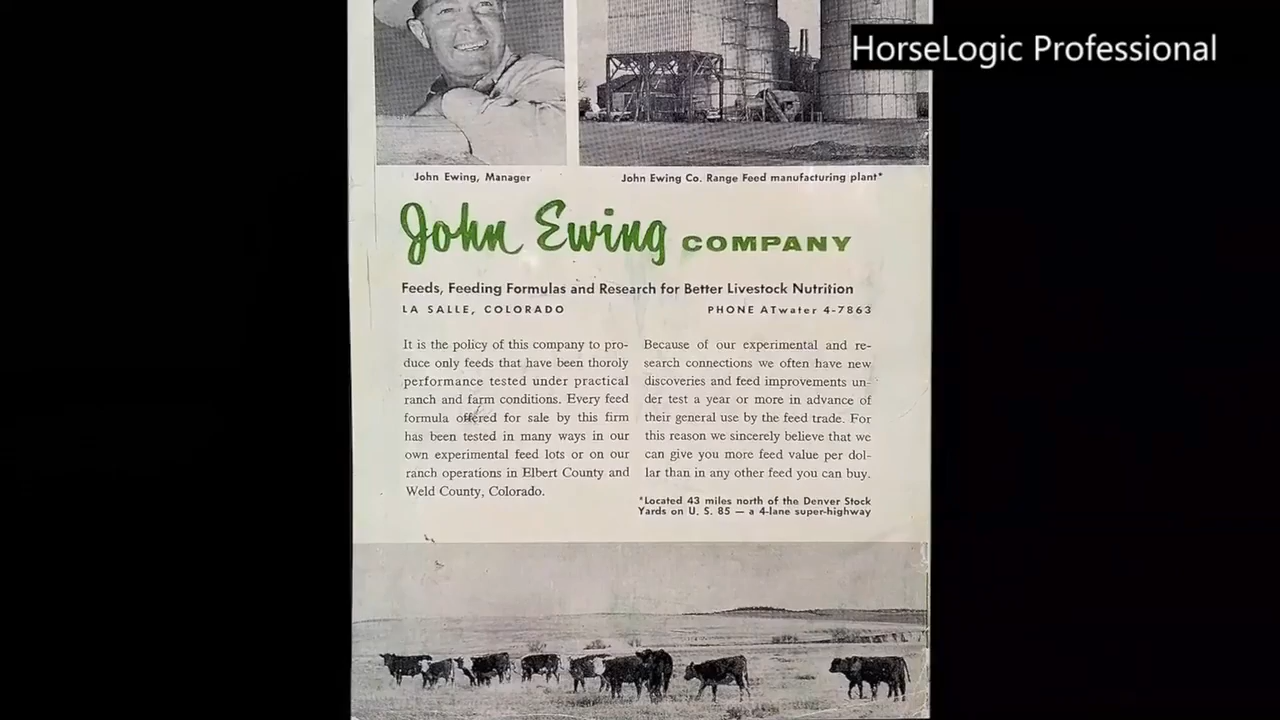 HorseLogic Professional
John Ewing, Manager
John Ewing Co. Range Feed manufacturing plant*
John Ewing COMPANY
Feeds, Feeding Formulas and Research for Better Livestock Nutrition
LA SALLE, COLORADO
PHONE ATwater 4-7863
It is the policy of this company to pro-
duce only feeds that have been thoroly
performance tested under practical
ranch and farm conditions. Every feed
formula offered for sale by this firm
has been tested in many ways in our
own experimental feed lots or on our
ranch operations in Elbert County and
Weld County, Colorado.
Because of our experimental and re-
search connections we often have new
discoveries and feed improvements un-
der test a year or more in advance of
their general use by the feed trade. For
this reason we sincerely believe that we
can give you more feed value per dol-
lar than in any other feed you can buy.
*Located 43 miles north of the Denver Stock
Yards on U. S. 85 — a 4-lane super-highway